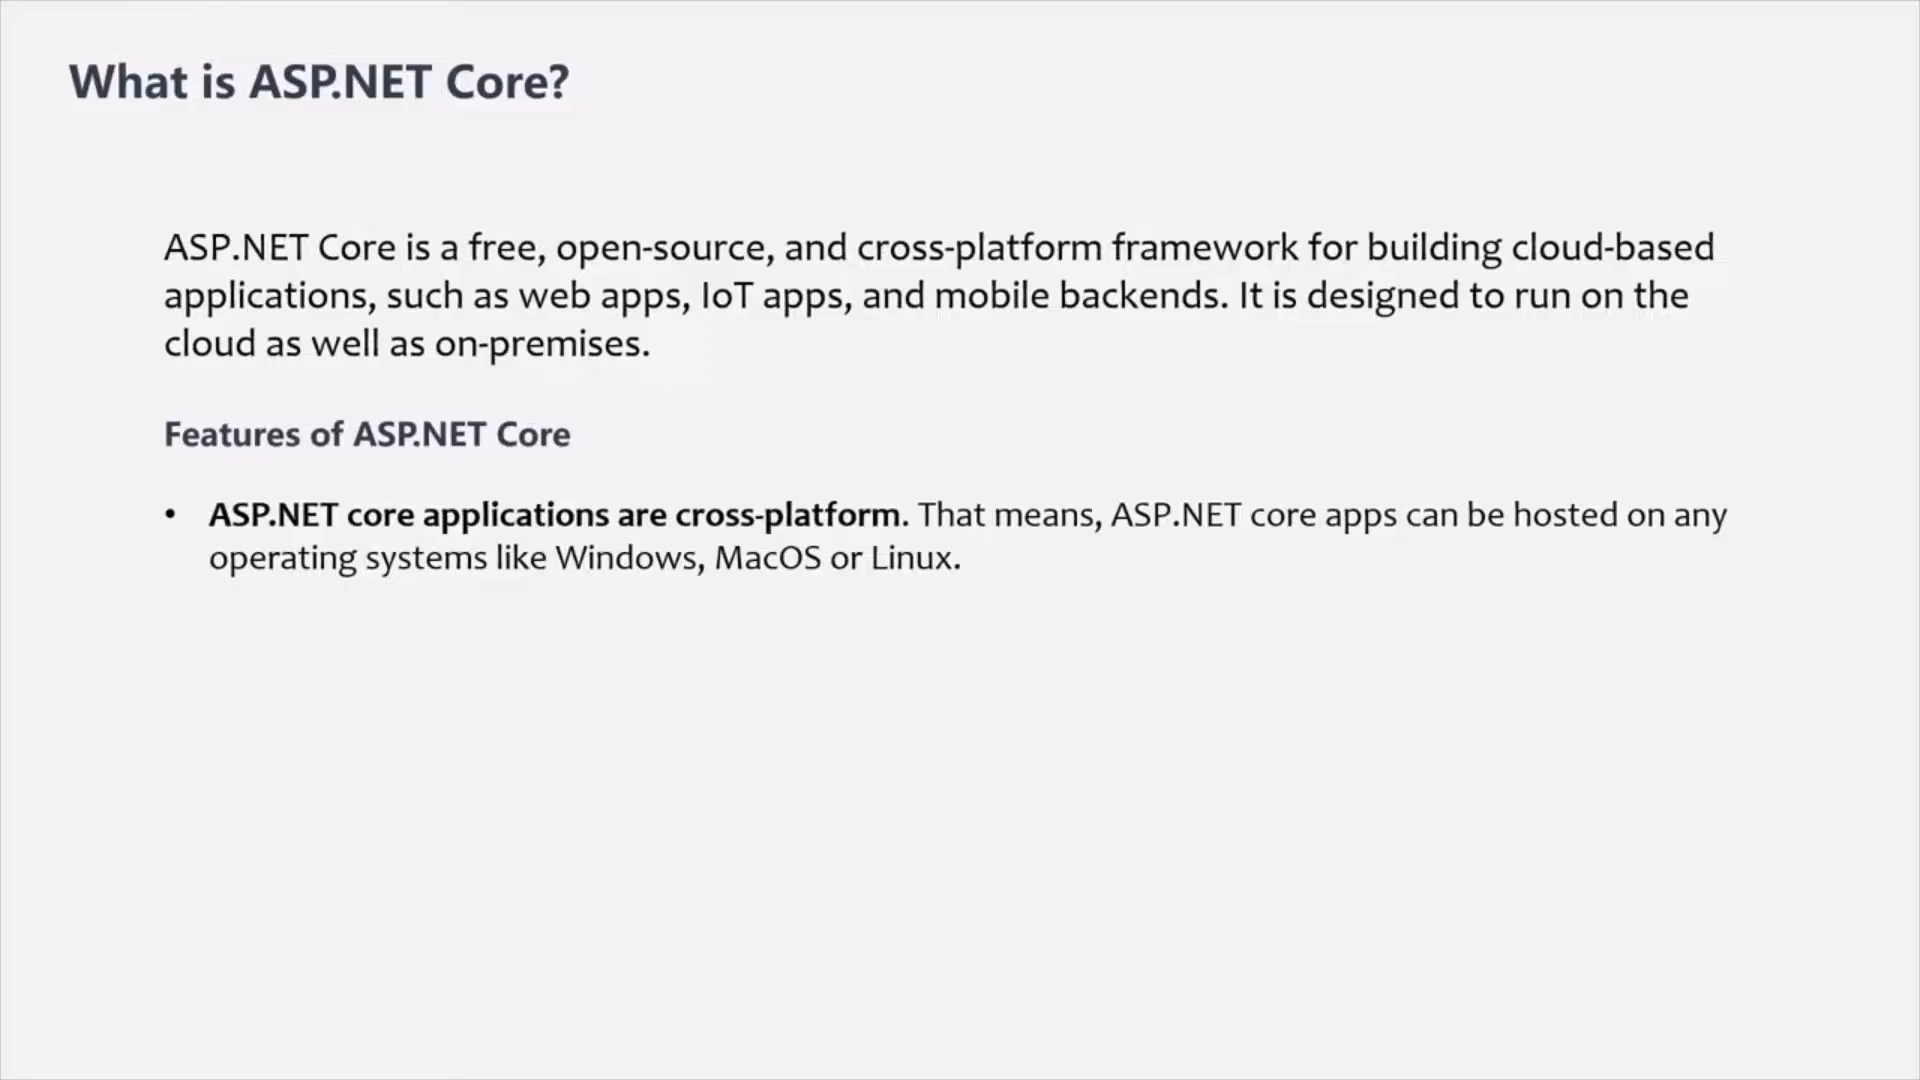 What is ASP.NET Core?
ASP.NET Core is a free, open-source, and cross-platform framework for building cloud-based
applications, such as web apps, IoT apps, and mobile backends. It is designed to run on the
cloud as well as on-premises.
Features of ASP.NET Core
• ASP.NET core applications are cross-platform. That means, ASP.NET core apps can be hosted on any
operating systems like Windows, MacOS or Linux.